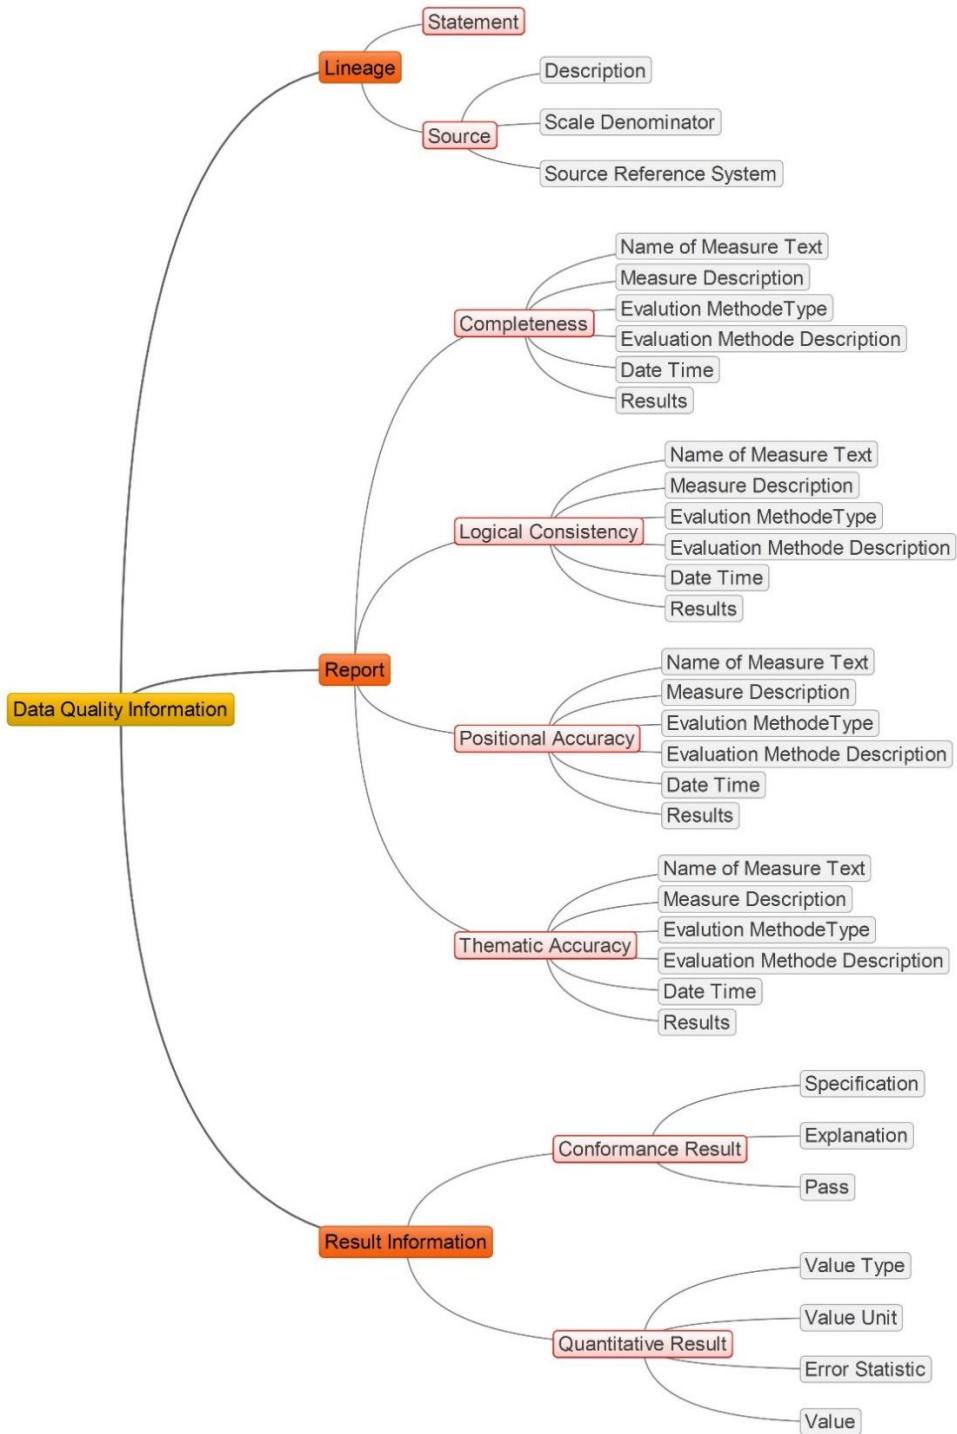 Statement
Lineage
Description
Scale Denominator
Source
Source Reference System
Name of Measure Text
Measure Description
Evalution MethodeType
Completeness
Evaluation Methode Description
Date Time
Results
Name of Measure Text
Measure Description
Evalution MethodeType
Logical Consistency
Evaluation Methode Description
Date Time
Results
Name of Measure Text
Report
Measure Description
Data Quality Information
Evalution MethodeType
Positional Accuracy
Evaluation Methode Description
Date Time
Results
Name of Measure Text
Measure Description
Evalution MethodeType
Thematic Accuracy
Evaluation Methode Description
Date Time
Results
Specification
Explanation
Conformance Result
Pass
Result Information
Value Type
Value Unit
Quantitative Result
Error Statistic
Value